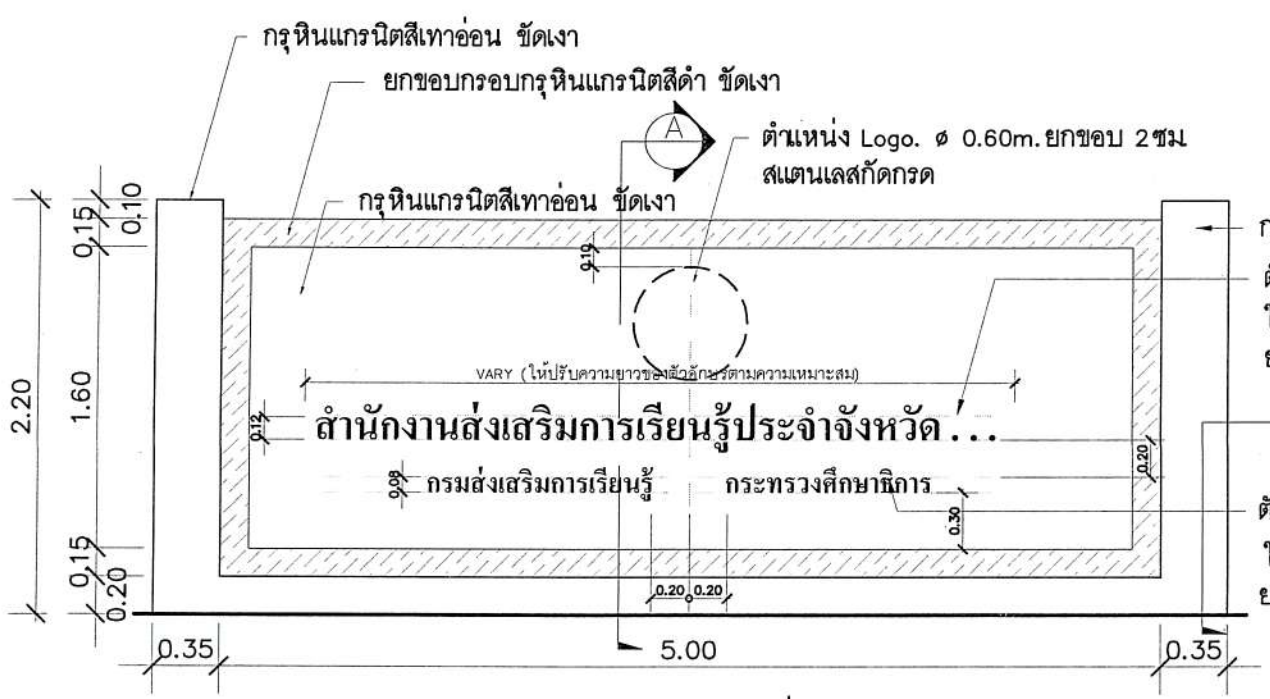 กรุหินแกรนิตสีเทาอ่อน ขัดเงา
ยกขอบกรอบกรุหินแกรนิตสีดำ ขัดเงา
A
ตำแหน่ง Logo. ø 0.60m. ยกขอบ 2ซม
สแตนเลสกัดกรด
กรุหินแกรนิตสีเทาอ่อน ขัดเงา
0.10
0.15
0.10
VARY (ให้ปรับความยาวของตัวอักษรตามความเหมาะสม)
2.20
1.60
0.12
สำนักงานส่งเสริมการเรียนรู้ประจำจังหวัด ...
0.20
0.08
กรมส่งเสริมการเรียนรู้ กระทรวงศึกษาธิการ
0.30
0.15
0.20
0.20 0.20
0.35
5.00
0.35